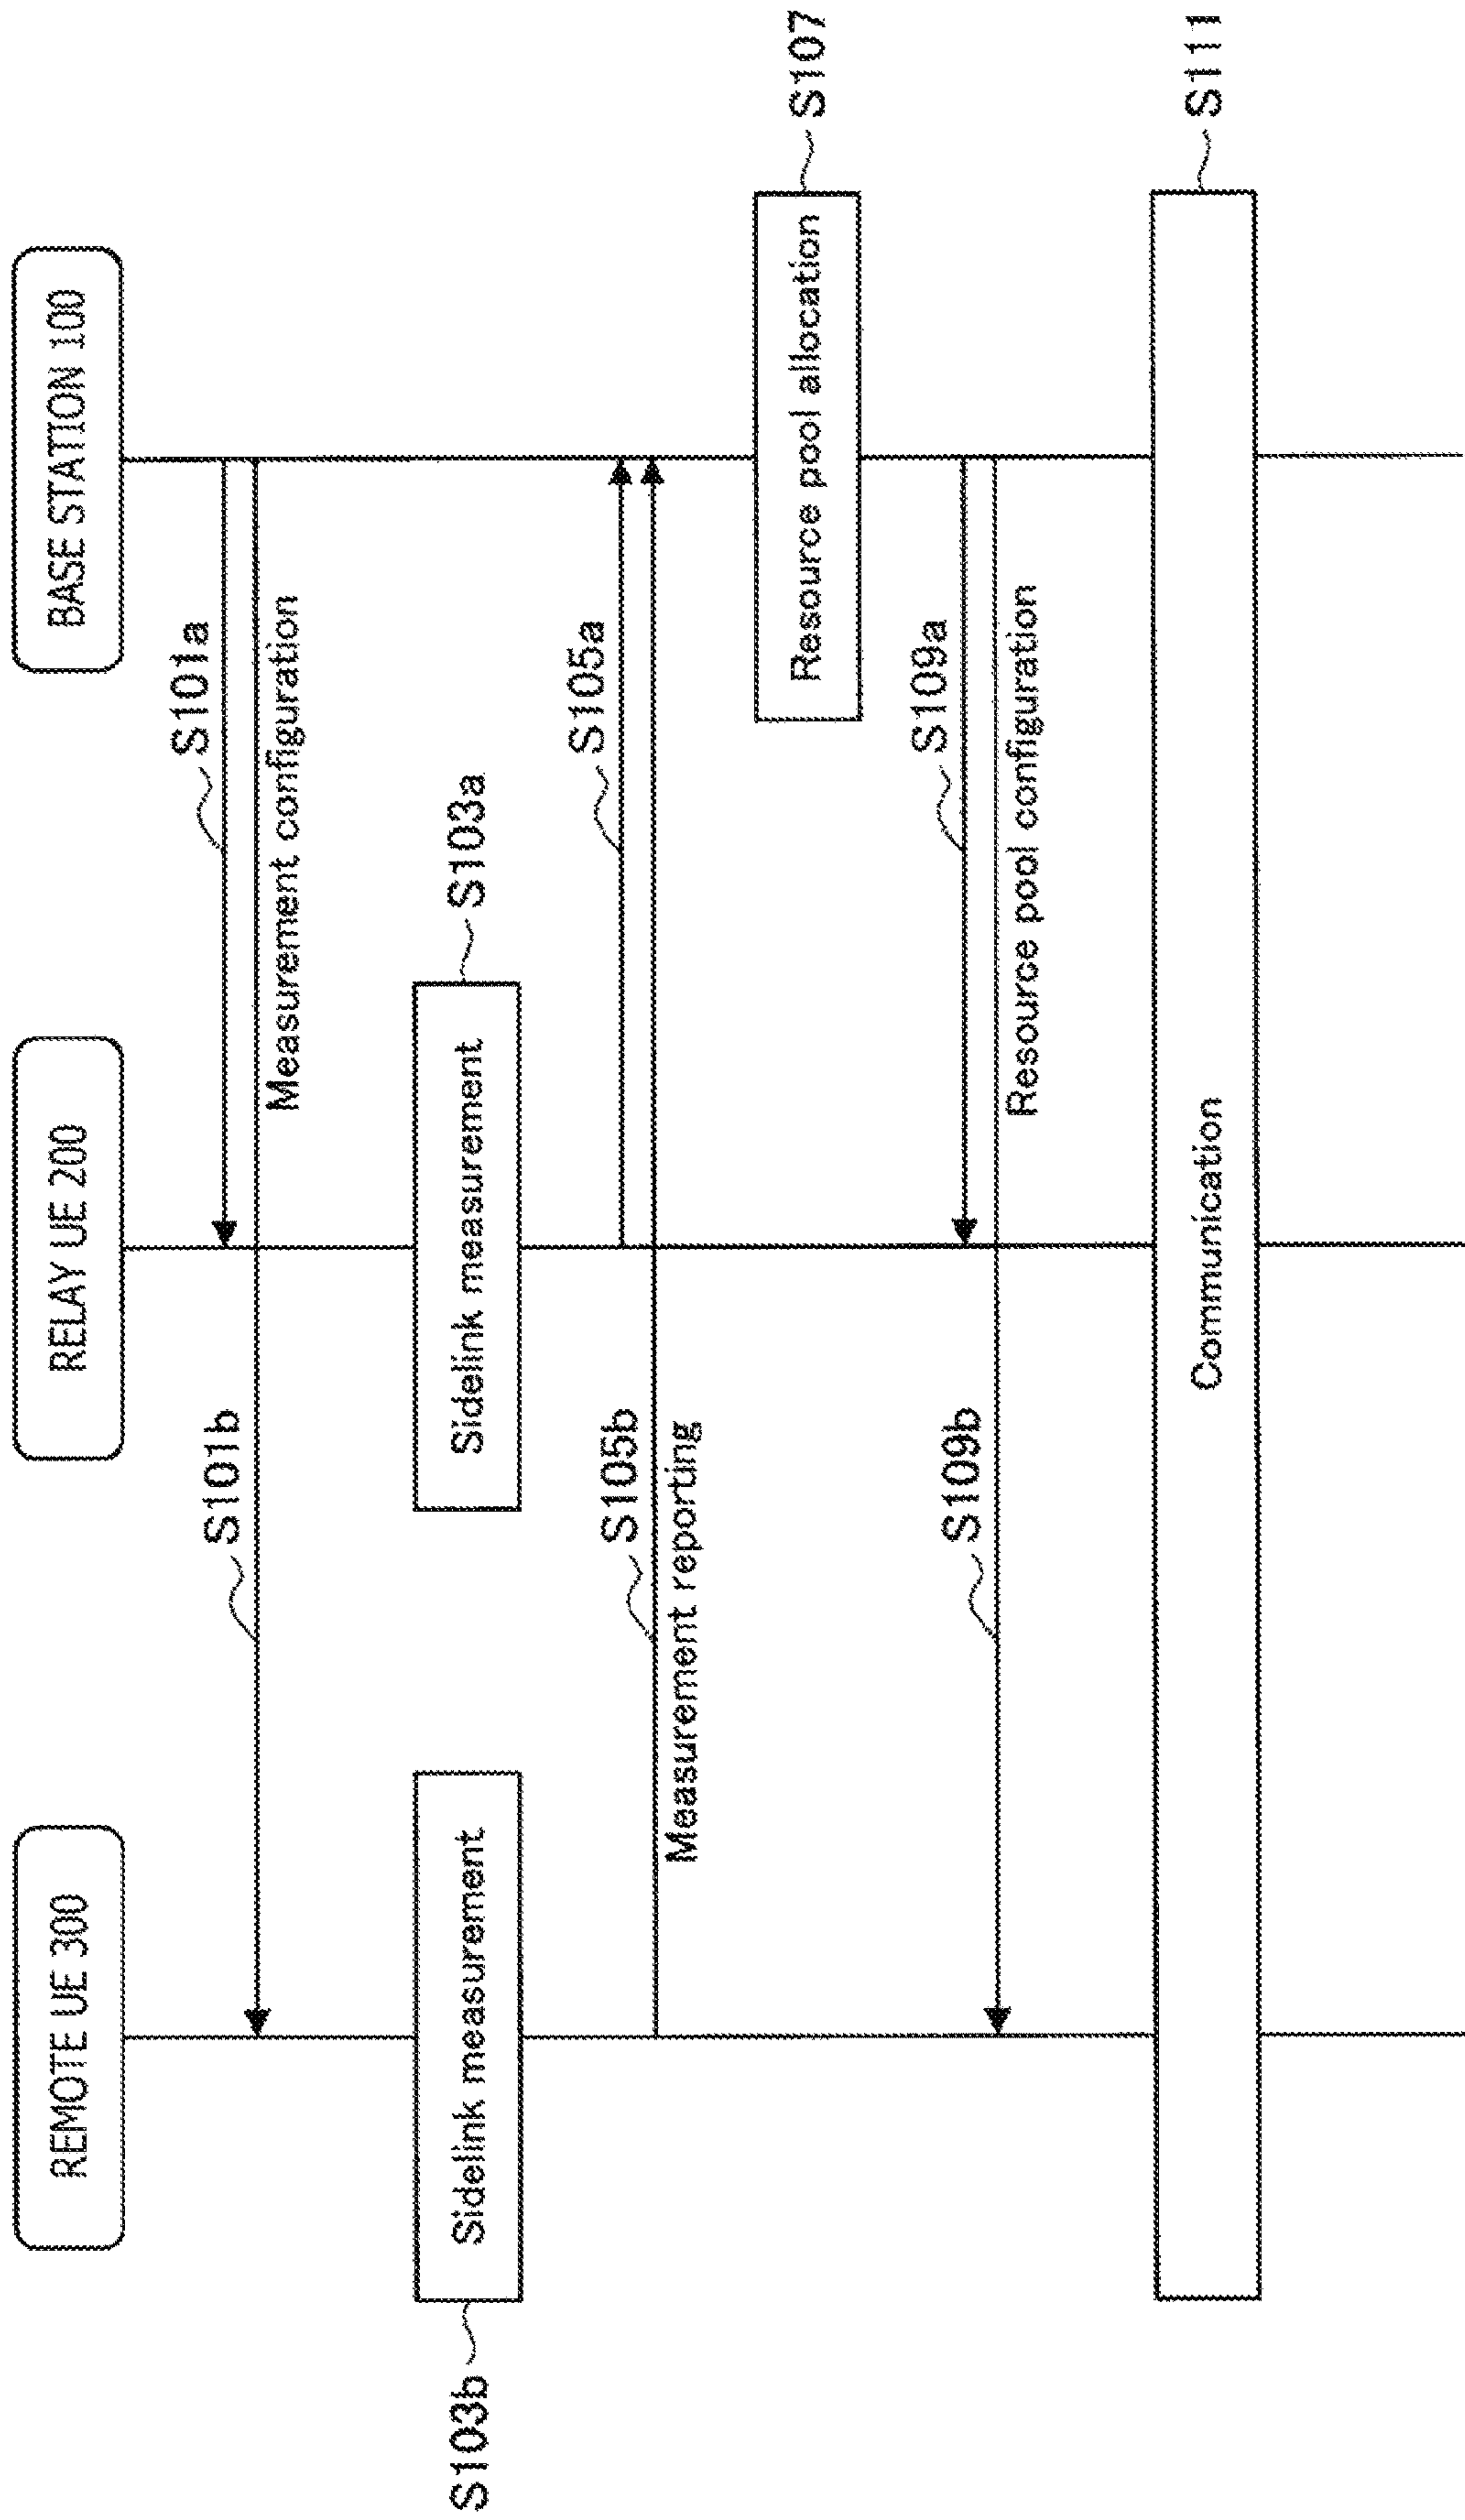 REMOTE UE 300
RELAY UE 200
BASE STATION 100
S101a
S101b
Measurement configuration
S103b
Sidelink measurement
Sidelink measurement
S103a
S105a
S105b
Measurement reporting
Resource pool allocation
S107
S109a
S109b
Resource pool configuration
Communication
S111